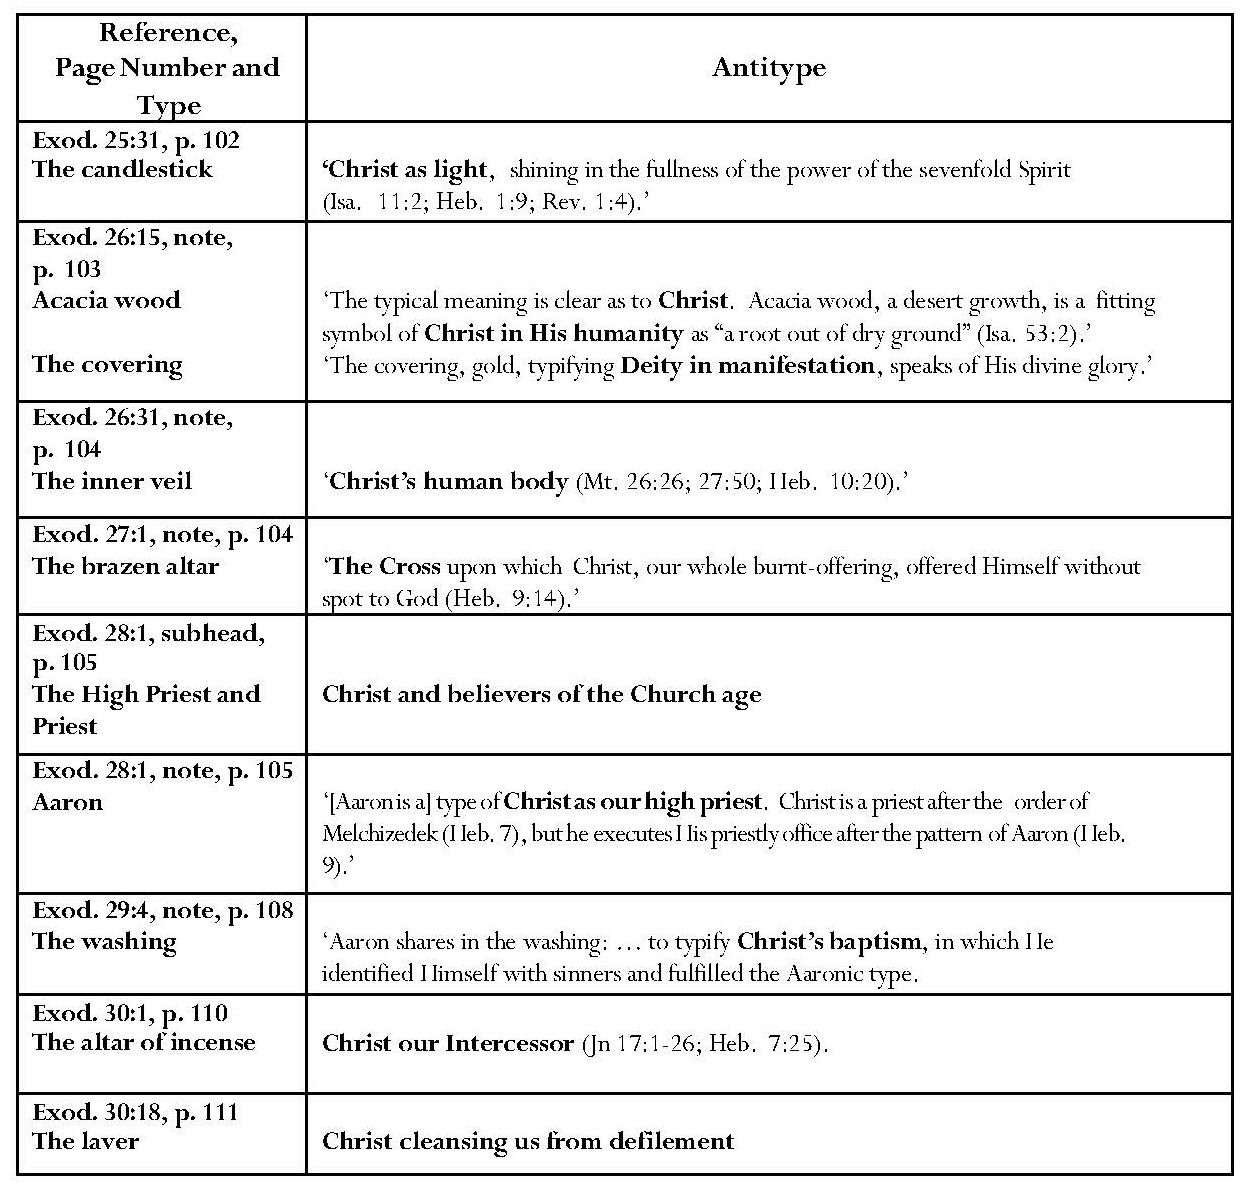 Reference,
Page Number and
Type
Antitype
Exod. 25:31, p. 102
The candlestick
‘Christ as light, shining in the fullness of the power of the sevenfold Spirit
(Isa. 11:2; Heb. 1:9; Rev. 1:4).’
Exod. 26:15, note,
p. 103
Acacia wood
‘The typical meaning is clear as to Christ. Acacia wood, a desert growth, is a fitting
symbol of Christ in His humanity as “a root out of dry ground” (Isa. 53:2).’
The covering
‘The covering, gold, typifying Deity in manifestation, speaks of His divine glory.’
Exod. 26:31, note,
p. 104
The inner veil
‘Christ’s human body (Mt. 26:26; 27:50; Heb. 10:20).’
Exod. 27:1, note, p. 104
The brazen altar
‘The Cross upon which Christ, our whole burnt-offering, offered Himself without
spot to God (Heb. 9:14).’
Exod. 28:1, subhead,
p. 105
The High Priest and
Priest
Christ and believers of the Church age
Exod. 28:1, note, p. 105
Aaron
‘[Aaron is a] type of Christ as our high priest. Christ is a priest after the order of
Melchizedek (Heb. 7), but he executes His priestly office after the pattern of Aaron (Heb.
9).’
Exod. 29:4, note, p. 108
The washing
‘Aaron shares in the washing: … to typify Christ’s baptism, in which He
identified Himself with sinners and fulfilled the Aaronic type.
Exod. 30:1, p. 110
The altar of incense
Christ our Intercessor (Jn 17:1-26; Heb. 7:25).
Exod. 30:18, p. 111
The laver
Christ cleansing us from defilement